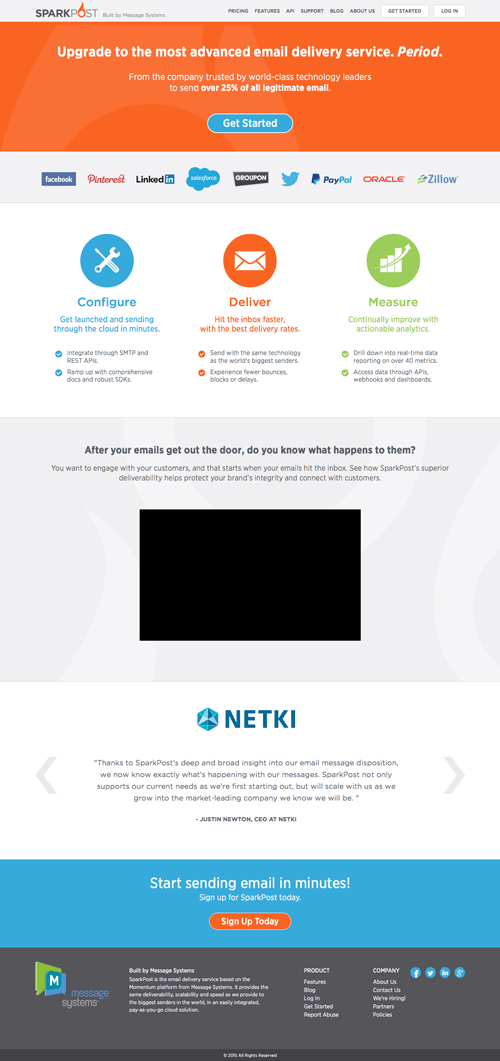 SPARKPOST Built by Message Systems PRICING FEATURES API SUPPORT BLOG ABOUT US GET STARTED LOG IN
Upgrade to the most advanced email delivery service. Period.
From the company trusted by world-class technology leaders
to send over 25% of all legitimate email.
Get Started
facebook Pinterest LinkedIn salesforce GROUPON PayPal ORACLE Zillow
Configure
Get launched and sending
through the cloud in minutes.
Integrate through SMTP and
REST APIs.
Ramp up with comprehensive
docs and robust SDKs.
Deliver
Hit the inbox faster,
with the best delivery rates.
Send with the same technology
as the world's biggest senders.
Experience fewer bounces,
blocks or delays.
Measure
Continually improve with
actionable analytics.
Drill down into real-time data
reporting on over 40 metrics.
Access data through APIs,
webhooks and dashboards.
After your emails get out the door, do you know what happens to them?
You want to engage with your customers, and that starts when your emails hit the inbox. See how SparkPost's superior
deliverability helps protect your brand's integrity and connect with customers.
NETKI
"Thanks to SparkPost's deep and broad insight into our email message disposition,
we now know exactly what's happening with our messages. SparkPost not only
supports our current needs as we're first starting out, but will scale with us as we
grow into the market-leading company we know we will be. "
- JUSTIN NEWTON, CEO AT NETKI
Start sending email in minutes!
Sign up for SparkPost today.
Sign Up Today
M
message
systems
Built by Message Systems
SparkPost is the email delivery service based on the
Momentum platform from Message Systems. It provides the
same deliverability, scalability and speed as we provide to
the biggest senders in the world, in an easily integrated,
pay-as-you-go cloud solution.
PRODUCT
Features
Blog
Log In
Get Started
Report Abuse
COMPANY
About Us
Contact Us
We're Hiring!
Partners
Policies
© 2015 All Rights Reserved